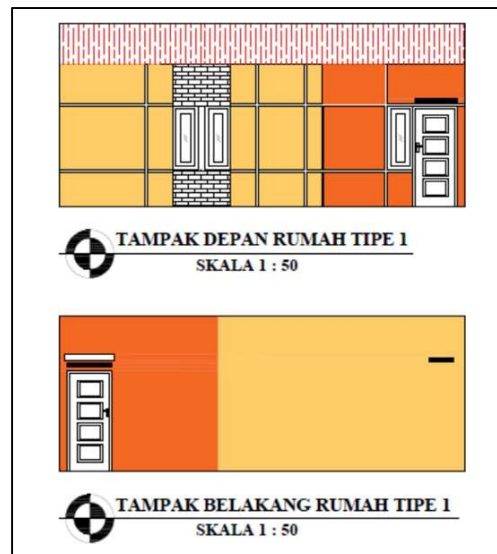 TAMPAK DEPAN RUMAH TIPE 1
SKALA 1 : 50
TAMPAK BELAKANG RUMAH TIPE 1
SKALA 1 : 50